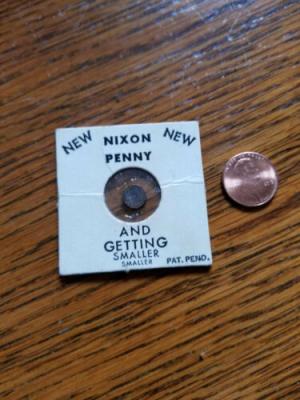 NEW NIXON NEW
PENNY
AND
GETTING
SMALLER
SMALLER
PAT. PEND.